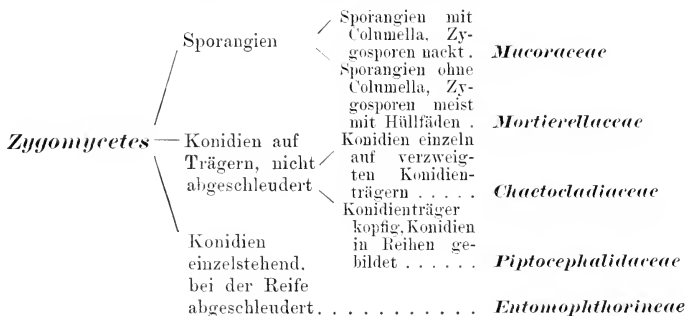 Sporangien mit
Columella, Zy-
Sporangien
gosporen nackt . Mucoraceae
Sporangien ohne
Columella, Zy-
gosporen meist
mit Hüllfäden . Mortierellaceae
Zygomycetes
Konidien auf
Trägern, nicht
abgeschleudert
Konidien einzeln
auf verzweig-
ten Konidien-
trägern . . . . . Chaetocladiaceae
Konidienträger
kopfig, Konidien
in Reihen ge-
bildet . . . . . . Piptocephalidaceae
Konidien
einzelstehend.
bei der Reife
abgeschleudert. . . . . . . . . . . . Entomophthorineae